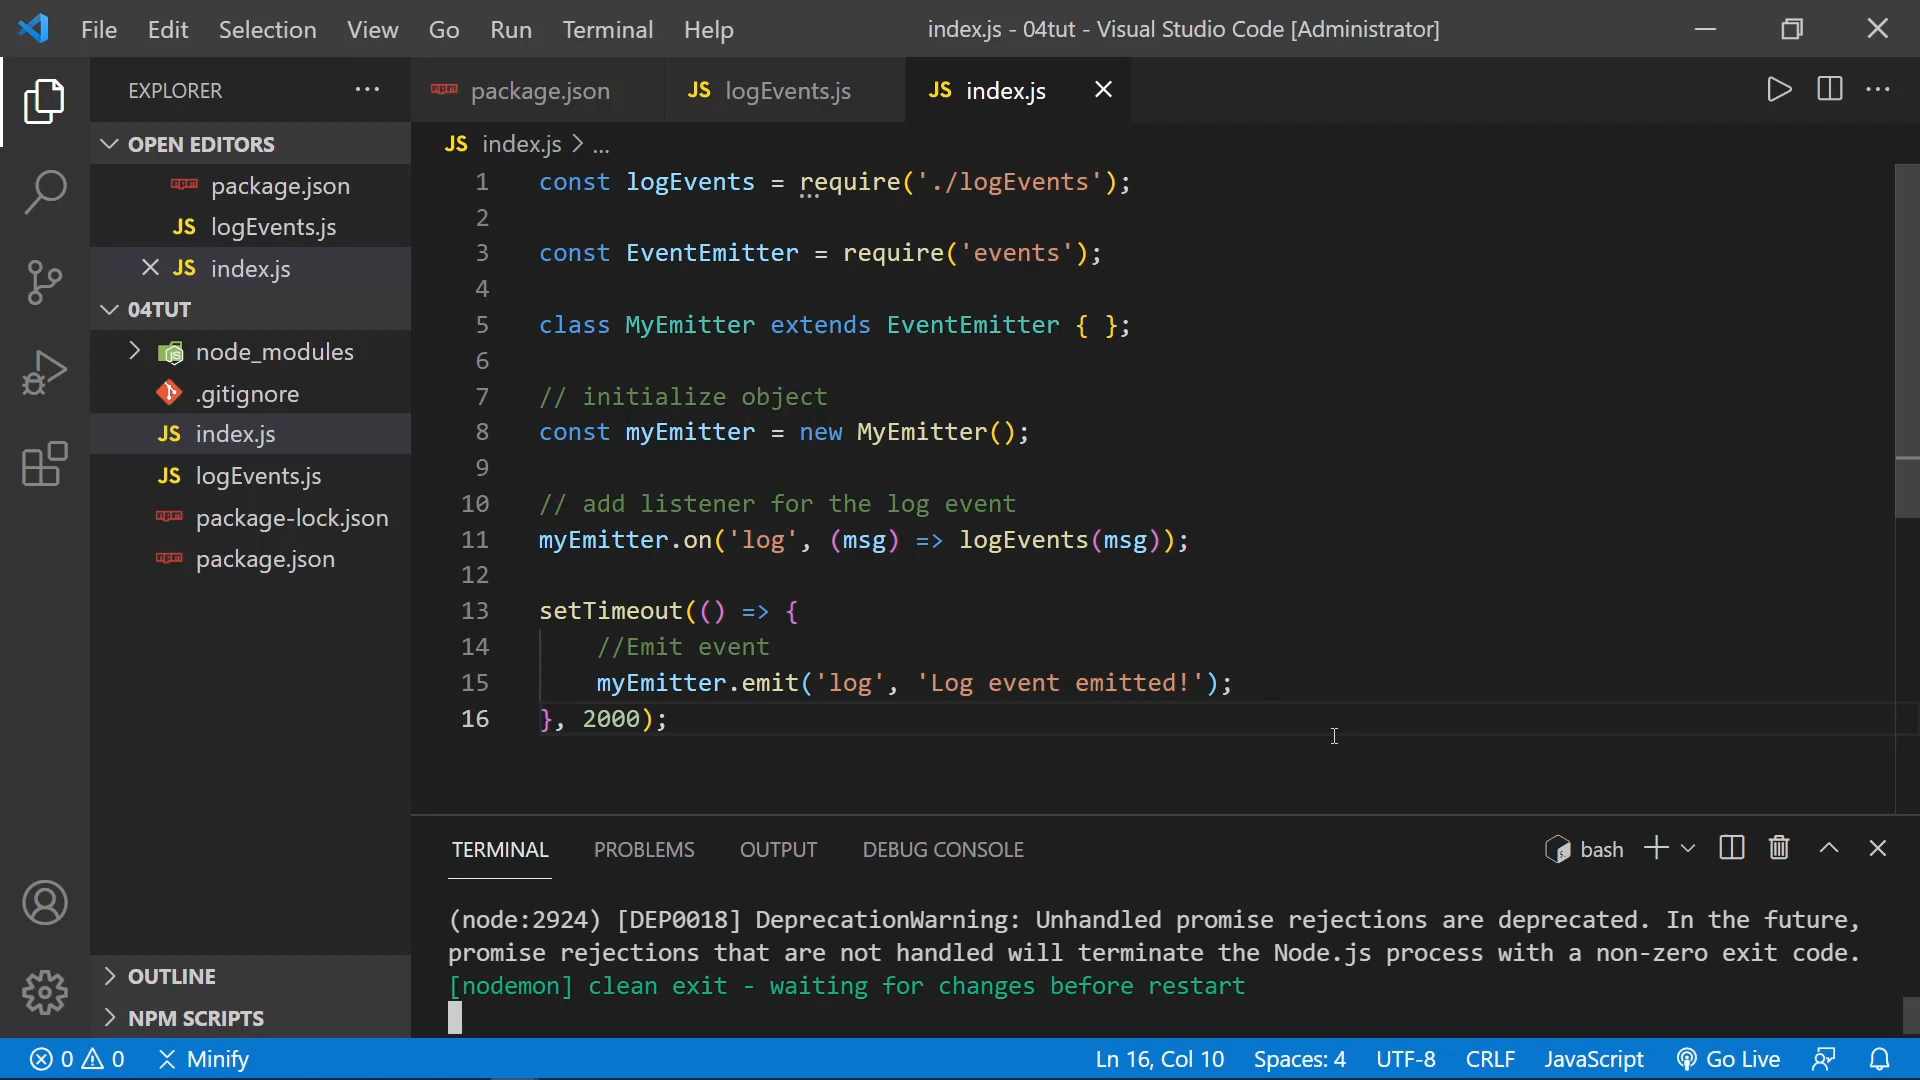 File Edit Selection View Go Run Terminal Help index.js - 04tut - Visual Studio Code [Administrator]
EXPLORER
package.json
JS logEvents.js
JS index.js
OPEN EDITORS
package.json
JS logEvents.js
JS index.js
04TUT
node_modules
.gitignore
JS index.js
JS logEvents.js
package-lock.json
package.json
OUTLINE
NPM SCRIPTS
JS index.js > ...
1 const logEvents = require('./logEvents');
2
3 const EventEmitter = require('events');
4
5 class MyEmitter extends EventEmitter { };
6
7 // initialize object
8 const myEmitter = new MyEmitter();
9
10 // add listener for the log event
11 myEmitter.on('log', (msg) => logEvents(msg));
12
13 setTimeout(() => {
14 //Emit event
15 myEmitter.emit('log', 'Log event emitted!');
16 }, 2000);
TERMINAL PROBLEMS OUTPUT DEBUG CONSOLE bash
(node:2924) [DEP0018] DeprecationWarning: Unhandled promise rejections are deprecated. In the future,
promise rejections that are not handled will terminate the Node.js process with a non-zero exit code.
[nodemon] clean exit - waiting for changes before restart
0 0 Minify Ln 16, Col 10 Spaces: 4 UTF-8 CRLF JavaScript Go Live